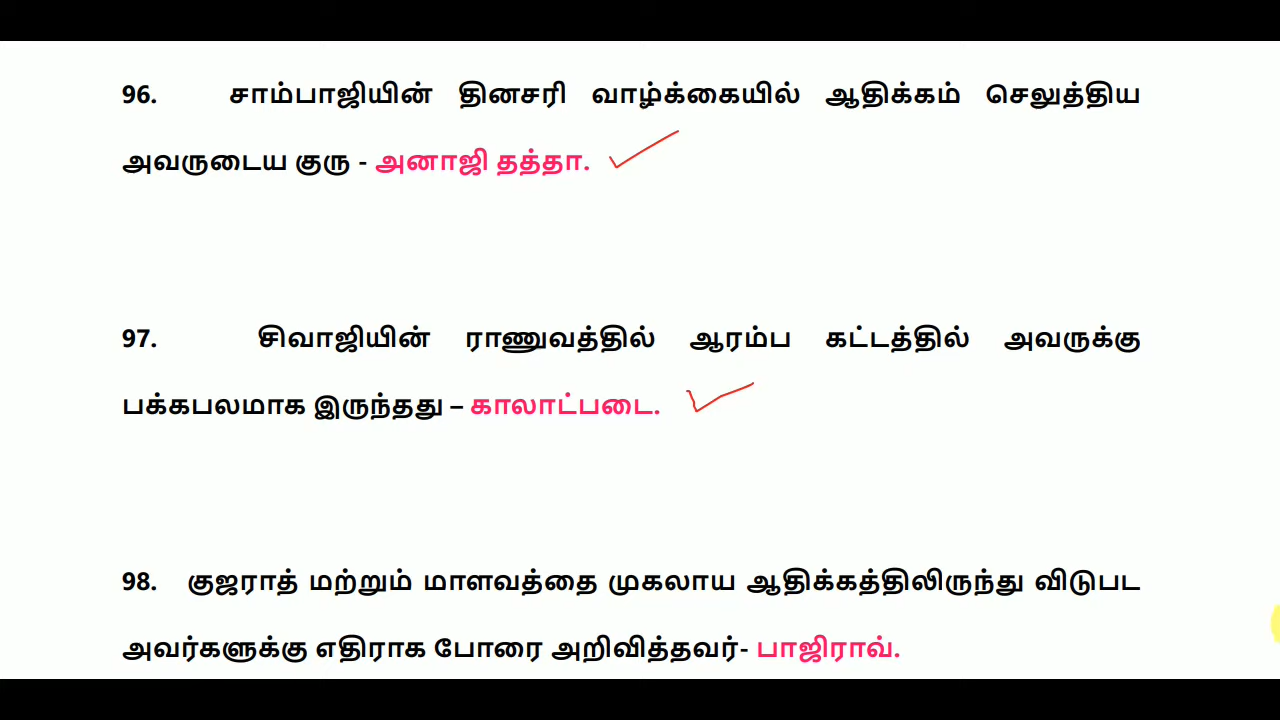 96. சாம்பாஜியின் தினசரி வாழ்க்கையில் ஆதிக்கம் செலுத்திய
அவருடைய குரு - அனாஜி தத்தா.
97. சிவாஜியின் ராணுவத்தில் ஆரம்ப கட்டத்தில் அவருக்கு
பக்கபலமாக இருந்தது – காலாட்படை.
98. குஜராத் மற்றும் மாளவத்தை முகலாய ஆதிக்கத்திலிருந்து விடுபட
அவர்களுக்கு எதிராக போரை அறிவித்தவர்- பாஜிராவ்.